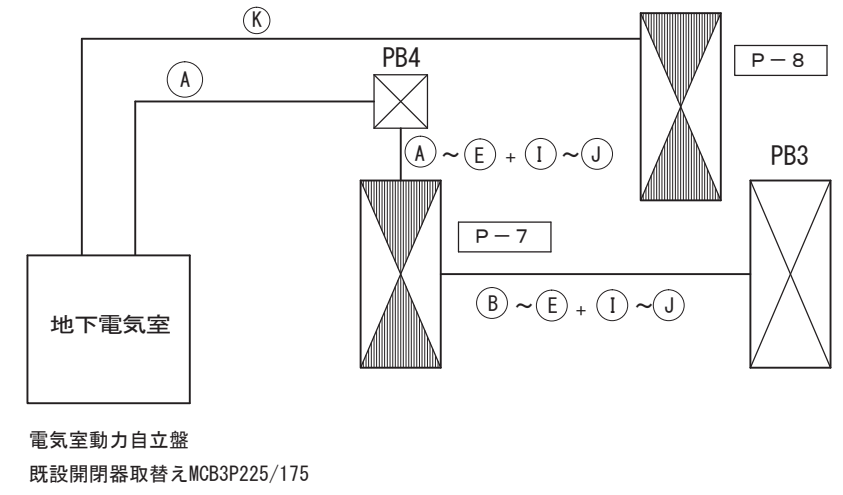 Ⓚ
PB4
Ⓐ
P－8
Ⓐ～Ⓔ＋Ⓘ～Ⓙ
PB3
P－7
Ⓑ～Ⓔ＋Ⓘ～Ⓙ
地下電気室
電気室動力自立盤
既設開閉器取替えMCB3P225/175